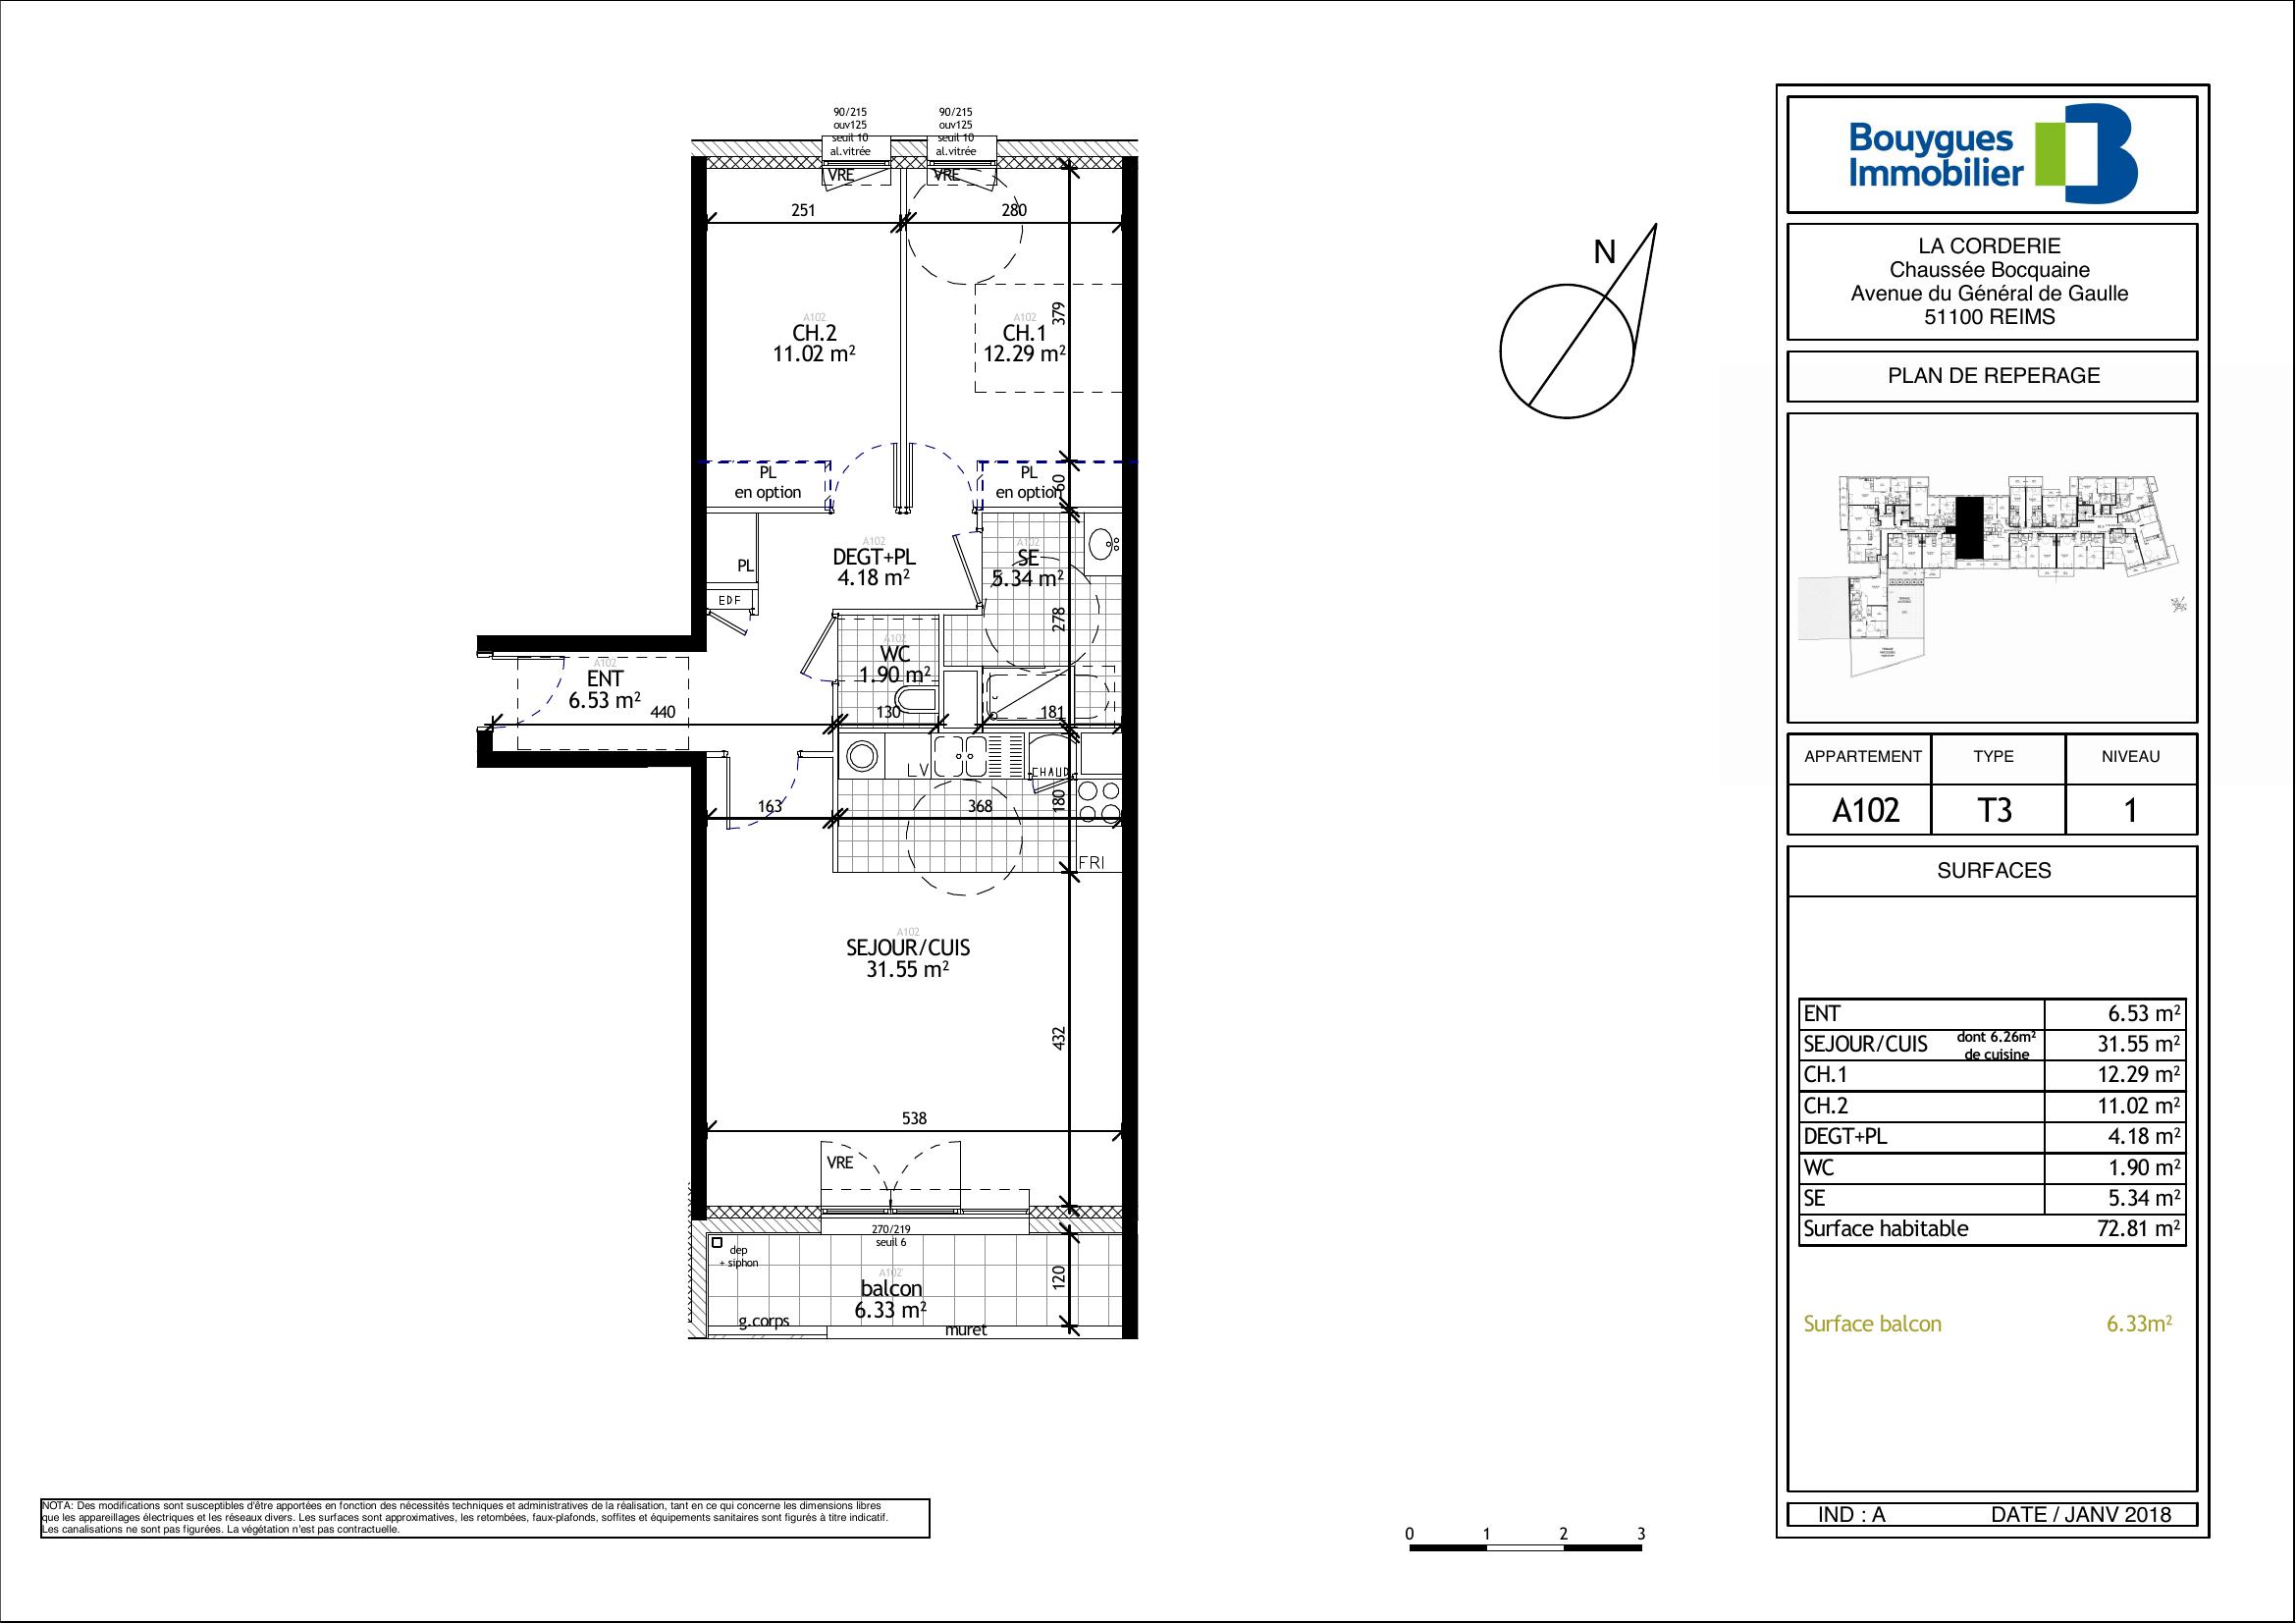 90/215
ouv125
seuil 10
al.vitrée
VRE
90/215
ouv125
seuil 10
al.vitrée
VRE
251
280
379
A102
CH.2
11.02 m²
A102
CH.1
12.29 m²
PL
en option
PL
en option
60
PL
EDF
A102
DEGT+PL
4.18 m²
A102
SE
5.34 m²
278
A102
WC
1.90 m²
A102
ENT
6.53 m²
440
130
181
LV
CHAUD
163
368
180
FRI
A102
SEJOUR/CUIS
31.55 m²
432
538
VRE
270/219
seuil 6
dep
+ siphon
A102
balcon
6.33 m²
120
g.corps
muret
N
Bouygues
Immobilier
LA CORDERIE
Chaussée Bocquaine
Avenue du Général de Gaulle
51100 REIMS
PLAN DE REPERAGE
APPARTEMENT TYPE NIVEAU
A102 T3 1
SURFACES
ENT 6.53 m²
SEJOUR/CUIS dont 6.26m² de cuisine 31.55 m²
CH.1 12.29 m²
CH.2 11.02 m²
DEGT+PL 4.18 m²
WC 1.90 m²
SE 5.34 m²
Surface habitable 72.81 m²
Surface balcon 6.33m²
IND : A DATE / JANV 2018
NOTA: Des modifications sont susceptibles d'être apportées en fonction des nécessités techniques et administratives de la réalisation, tant en ce qui concerne les dimensions libres
que les appareillages électriques et les réseaux divers. Les surfaces sont approximatives, les retombées, faux-plafonds, soffites et équipements sanitaires sont figurés à titre indicatif.
Les canalisations ne sont pas figurées. La végétation n'est pas contractuelle.
0 1 2 3